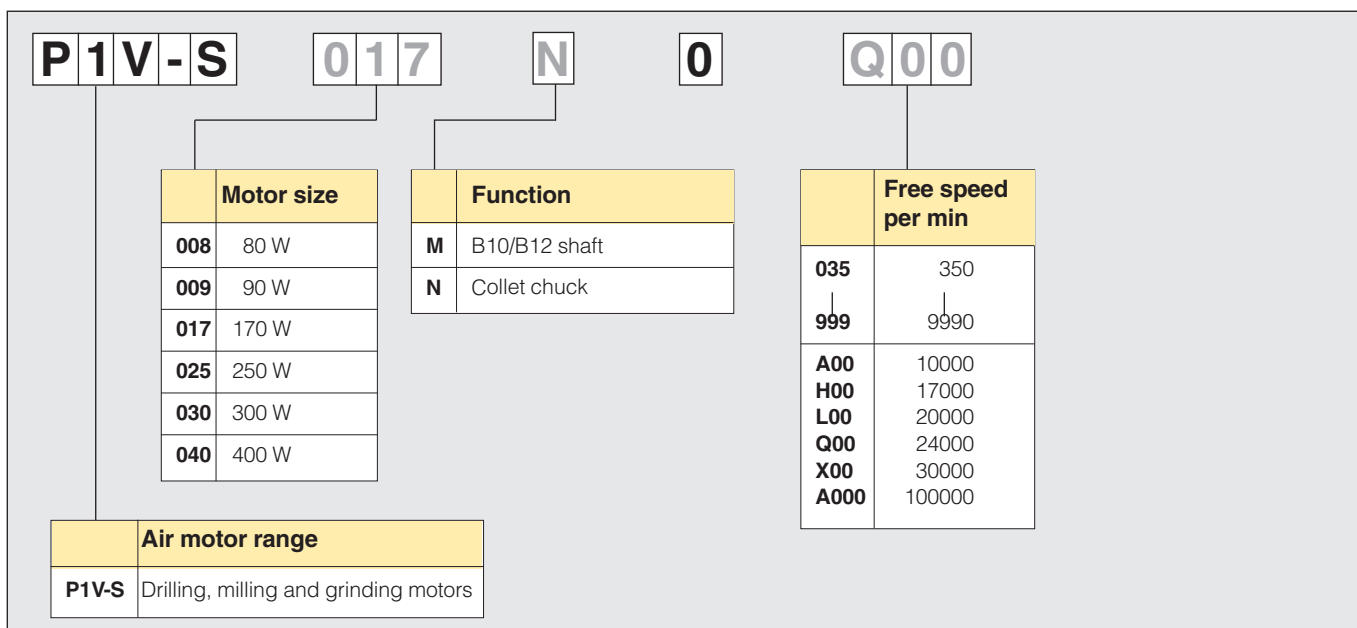 P1V-S 017 N 0 Q00
Motor size
008 80 W
009 90 W
017 170 W
025 250 W
030 300 W
040 400 W
Function
M B10/B12 shaft
N Collet chuck
Free speed
per min
035 350
999 9990
A00 10000
H00 17000
L00 20000
Q00 24000
X00 30000
A000 100000
Air motor range
P1V-S Drilling, milling and grinding motors